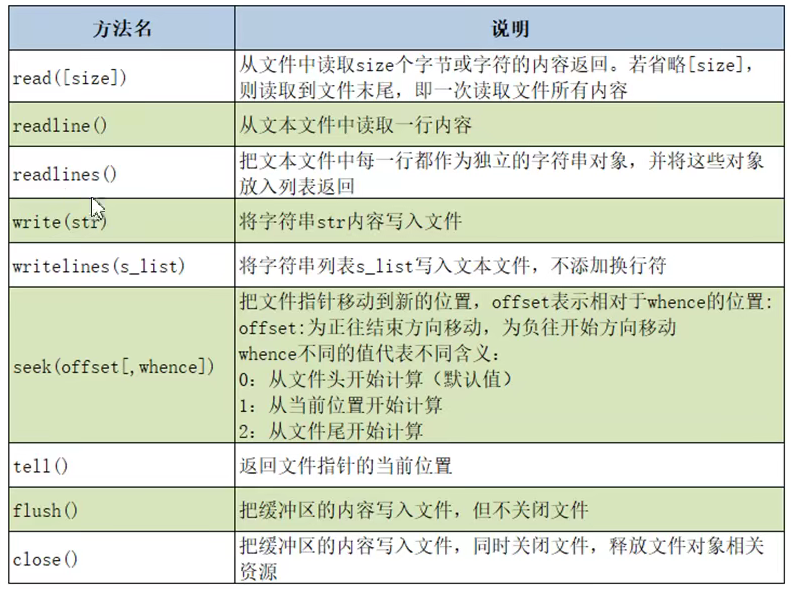 方法名
说明
read([size])
从文件中读取size个字节或字符的内容返回。若省略[size],
则读取到文件末尾，即一次读取文件所有内容
readline()
从文本文件中读取一行内容
readlines()
把文本文件中每一行都作为独立的字符串对象，并将这些对象
放入列表返回
write(str)
将字符串str内容写入文件
writelines(s_list)
将字符串列表s_list写入文本文件，不添加换行符
seek(offset[,whence])
把文件指针移动到新的位置，offset表示相对于whence的位置:
offset:为正往结束方向移动，为负往开始方向移动
whence不同的值代表不同含义:
0: 从文件头开始计算（默认值）
1: 从当前位置开始计算
2: 从文件尾开始计算
tell()
返回文件指针的当前位置
flush()
把缓冲区的内容写入文件，但不关闭文件
close()
把缓冲区的内容写入文件，同时关闭文件，释放文件对象相关
资源